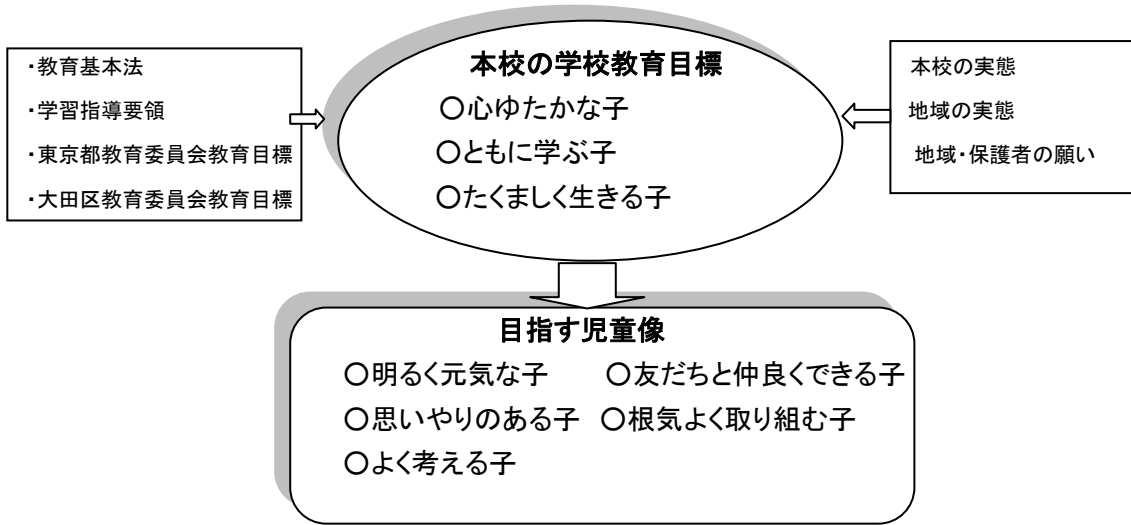 ・教育基本法
・学習指導要領
・東京都教育委員会教育目標
・大田区教育委員会教育目標
本校の学校教育目標
○心ゆたかな子
○ともに学ぶ子
○たくましく生きる子
本校の実態
地域の実態
地域・保護者の願い
目指す児童像
○明るく元気な子 ○友だちと仲良くできる子
○思いやりのある子 ○根気よく取り組む子
○よく考える子